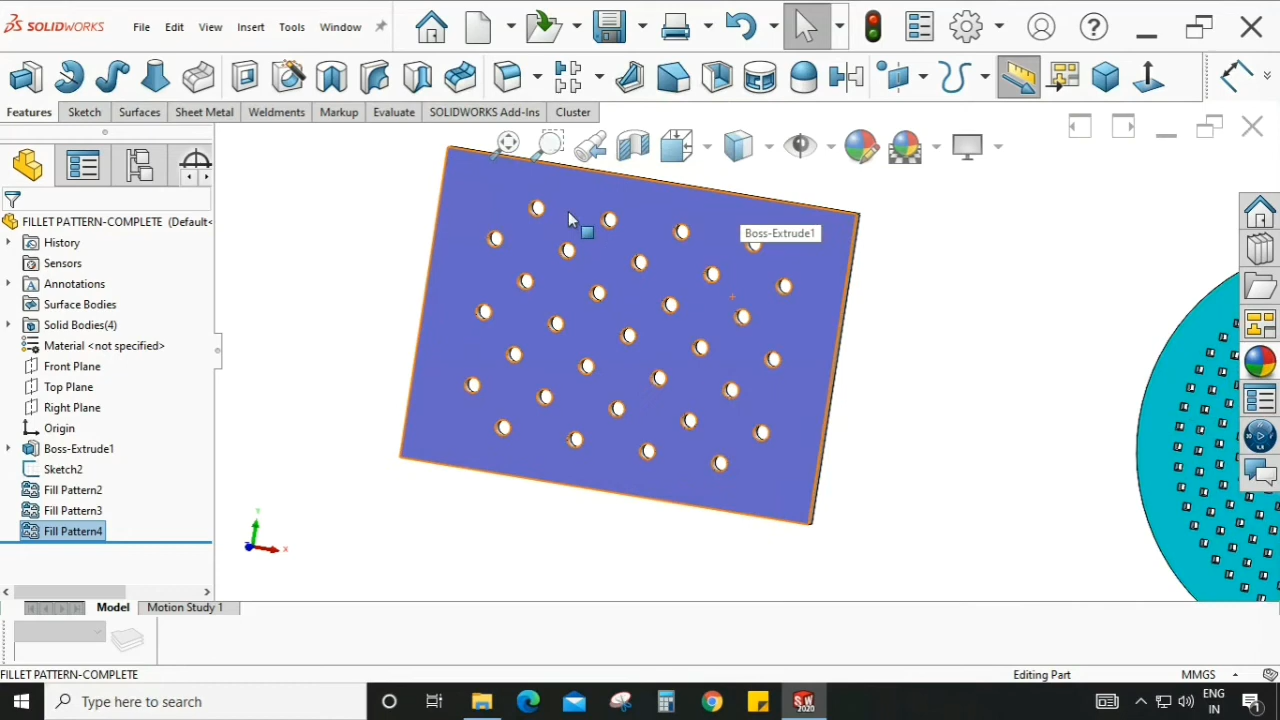 SOLIDWORKS File Edit View Insert Tools Window
Features Sketch Surfaces Sheet Metal Weldments Markup Evaluate SOLIDWORKS Add-Ins Cluster
FILLET PATTERN-COMPLETE (Default<
History
Sensors
Annotations
Surface Bodies
Solid Bodies(4)
Material <not specified>
Front Plane
Top Plane
Right Plane
Origin
Boss-Extrude1
Sketch2
Fill Pattern2
Fill Pattern3
Fill Pattern4
Boss-Extrude1
Y
X
Model Motion Study 1
FILLET PATTERN-COMPLETE Editing Part MMGS
Type here to search
SW
2020
ENG
IN
1